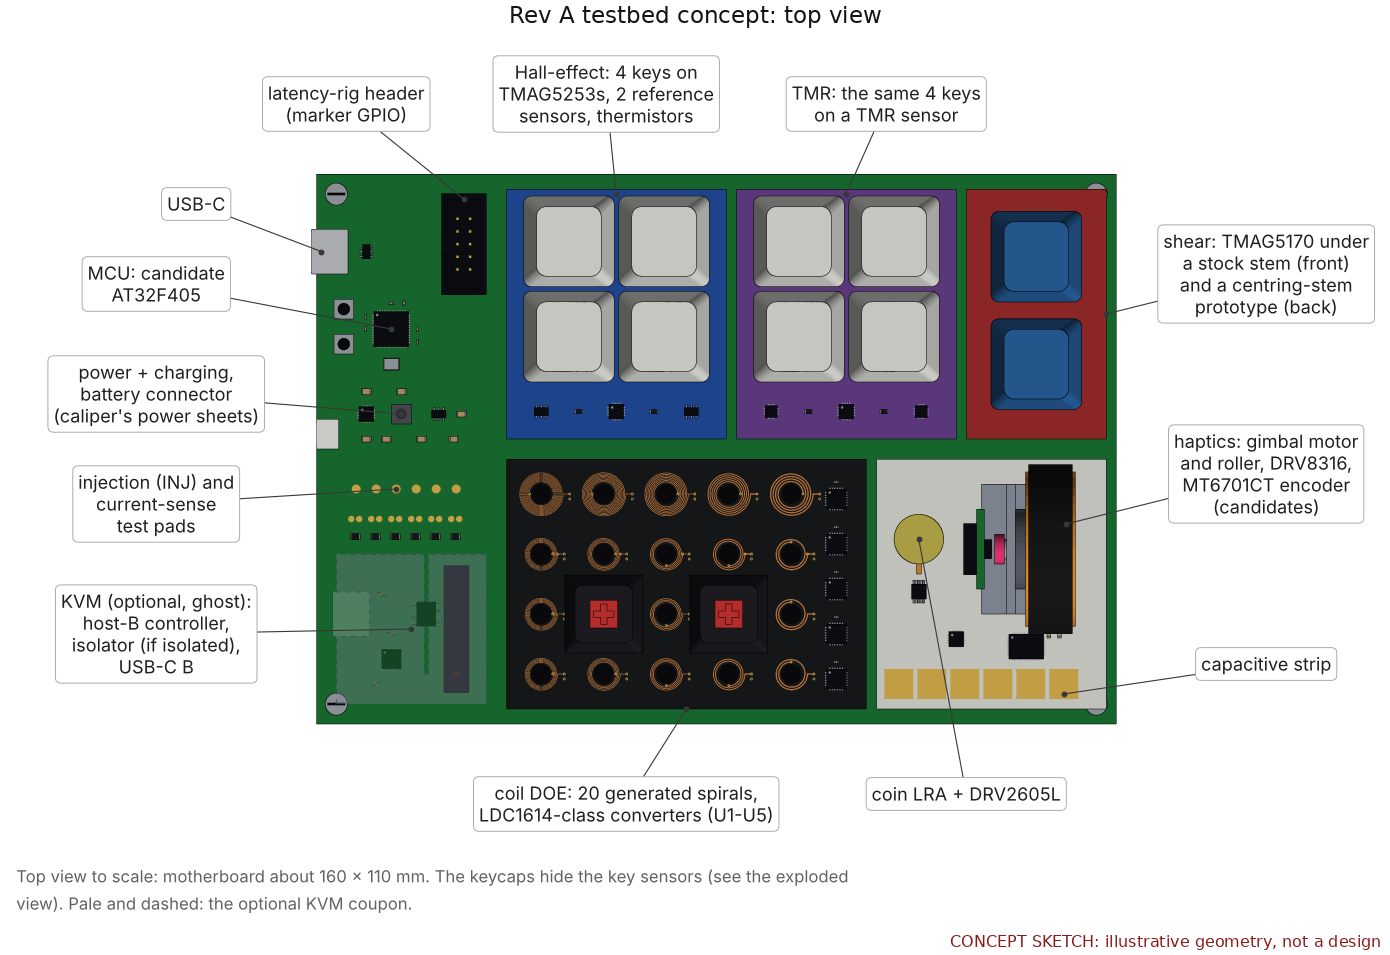 Rev A testbed concept: top view
latency-rig header
(marker GPIO)
Hall-effect: 4 keys on
TMAG5253s, 2 reference
sensors, thermistors
TMR: the same 4 keys
on a TMR sensor
USB-C
MCU: candidate
AT32F405
power + charging,
battery connector
(caliper's power sheets)
injection (INJ) and
current-sense
test pads
KVM (optional, ghost):
host-B controller,
isolator (if isolated),
USB-C B
shear: TMAG5170 under
a stock stem (front)
and a centring-stem
prototype (back)
haptics: gimbal motor
and roller, DRV8316,
MT6701CT encoder
(candidates)
capacitive strip
coil DOE: 20 generated spirals,
LDC1614-class converters (U1-U5)
coin LRA + DRV2605L
Top view to scale: motherboard about 160 × 110 mm. The keycaps hide the key sensors (see the exploded
view). Pale and dashed: the optional KVM coupon.
CONCEPT SKETCH: illustrative geometry, not a design